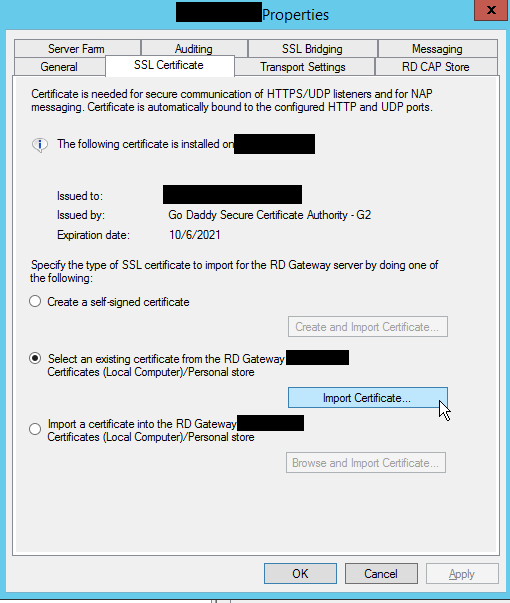 Properties
x
Server Farm Auditing SSL Bridging Messaging
General SSL Certificate Transport Settings RD CAP Store
Certificate is needed for secure communication of HTTPS/UDP listeners and for NAP
messaging. Certificate is automatically bound to the configured HTTP and UDP ports.
The following certificate is installed on
Issued to:
Issued by: Go Daddy Secure Certificate Authority - G2
Expiration date: 10/6/2021
Specify the type of SSL certificate to import for the RD Gateway server by doing one of
the following:
Create a self-signed certificate
Create and Import Certificate...
Select an existing certificate from the RD Gateway
Certificates (Local Computer)/Personal store
Import Certificate...
Import a certificate into the RD Gateway
Certificates (Local Computer)/Personal store
Browse and Import Certificate...
OK Cancel Apply